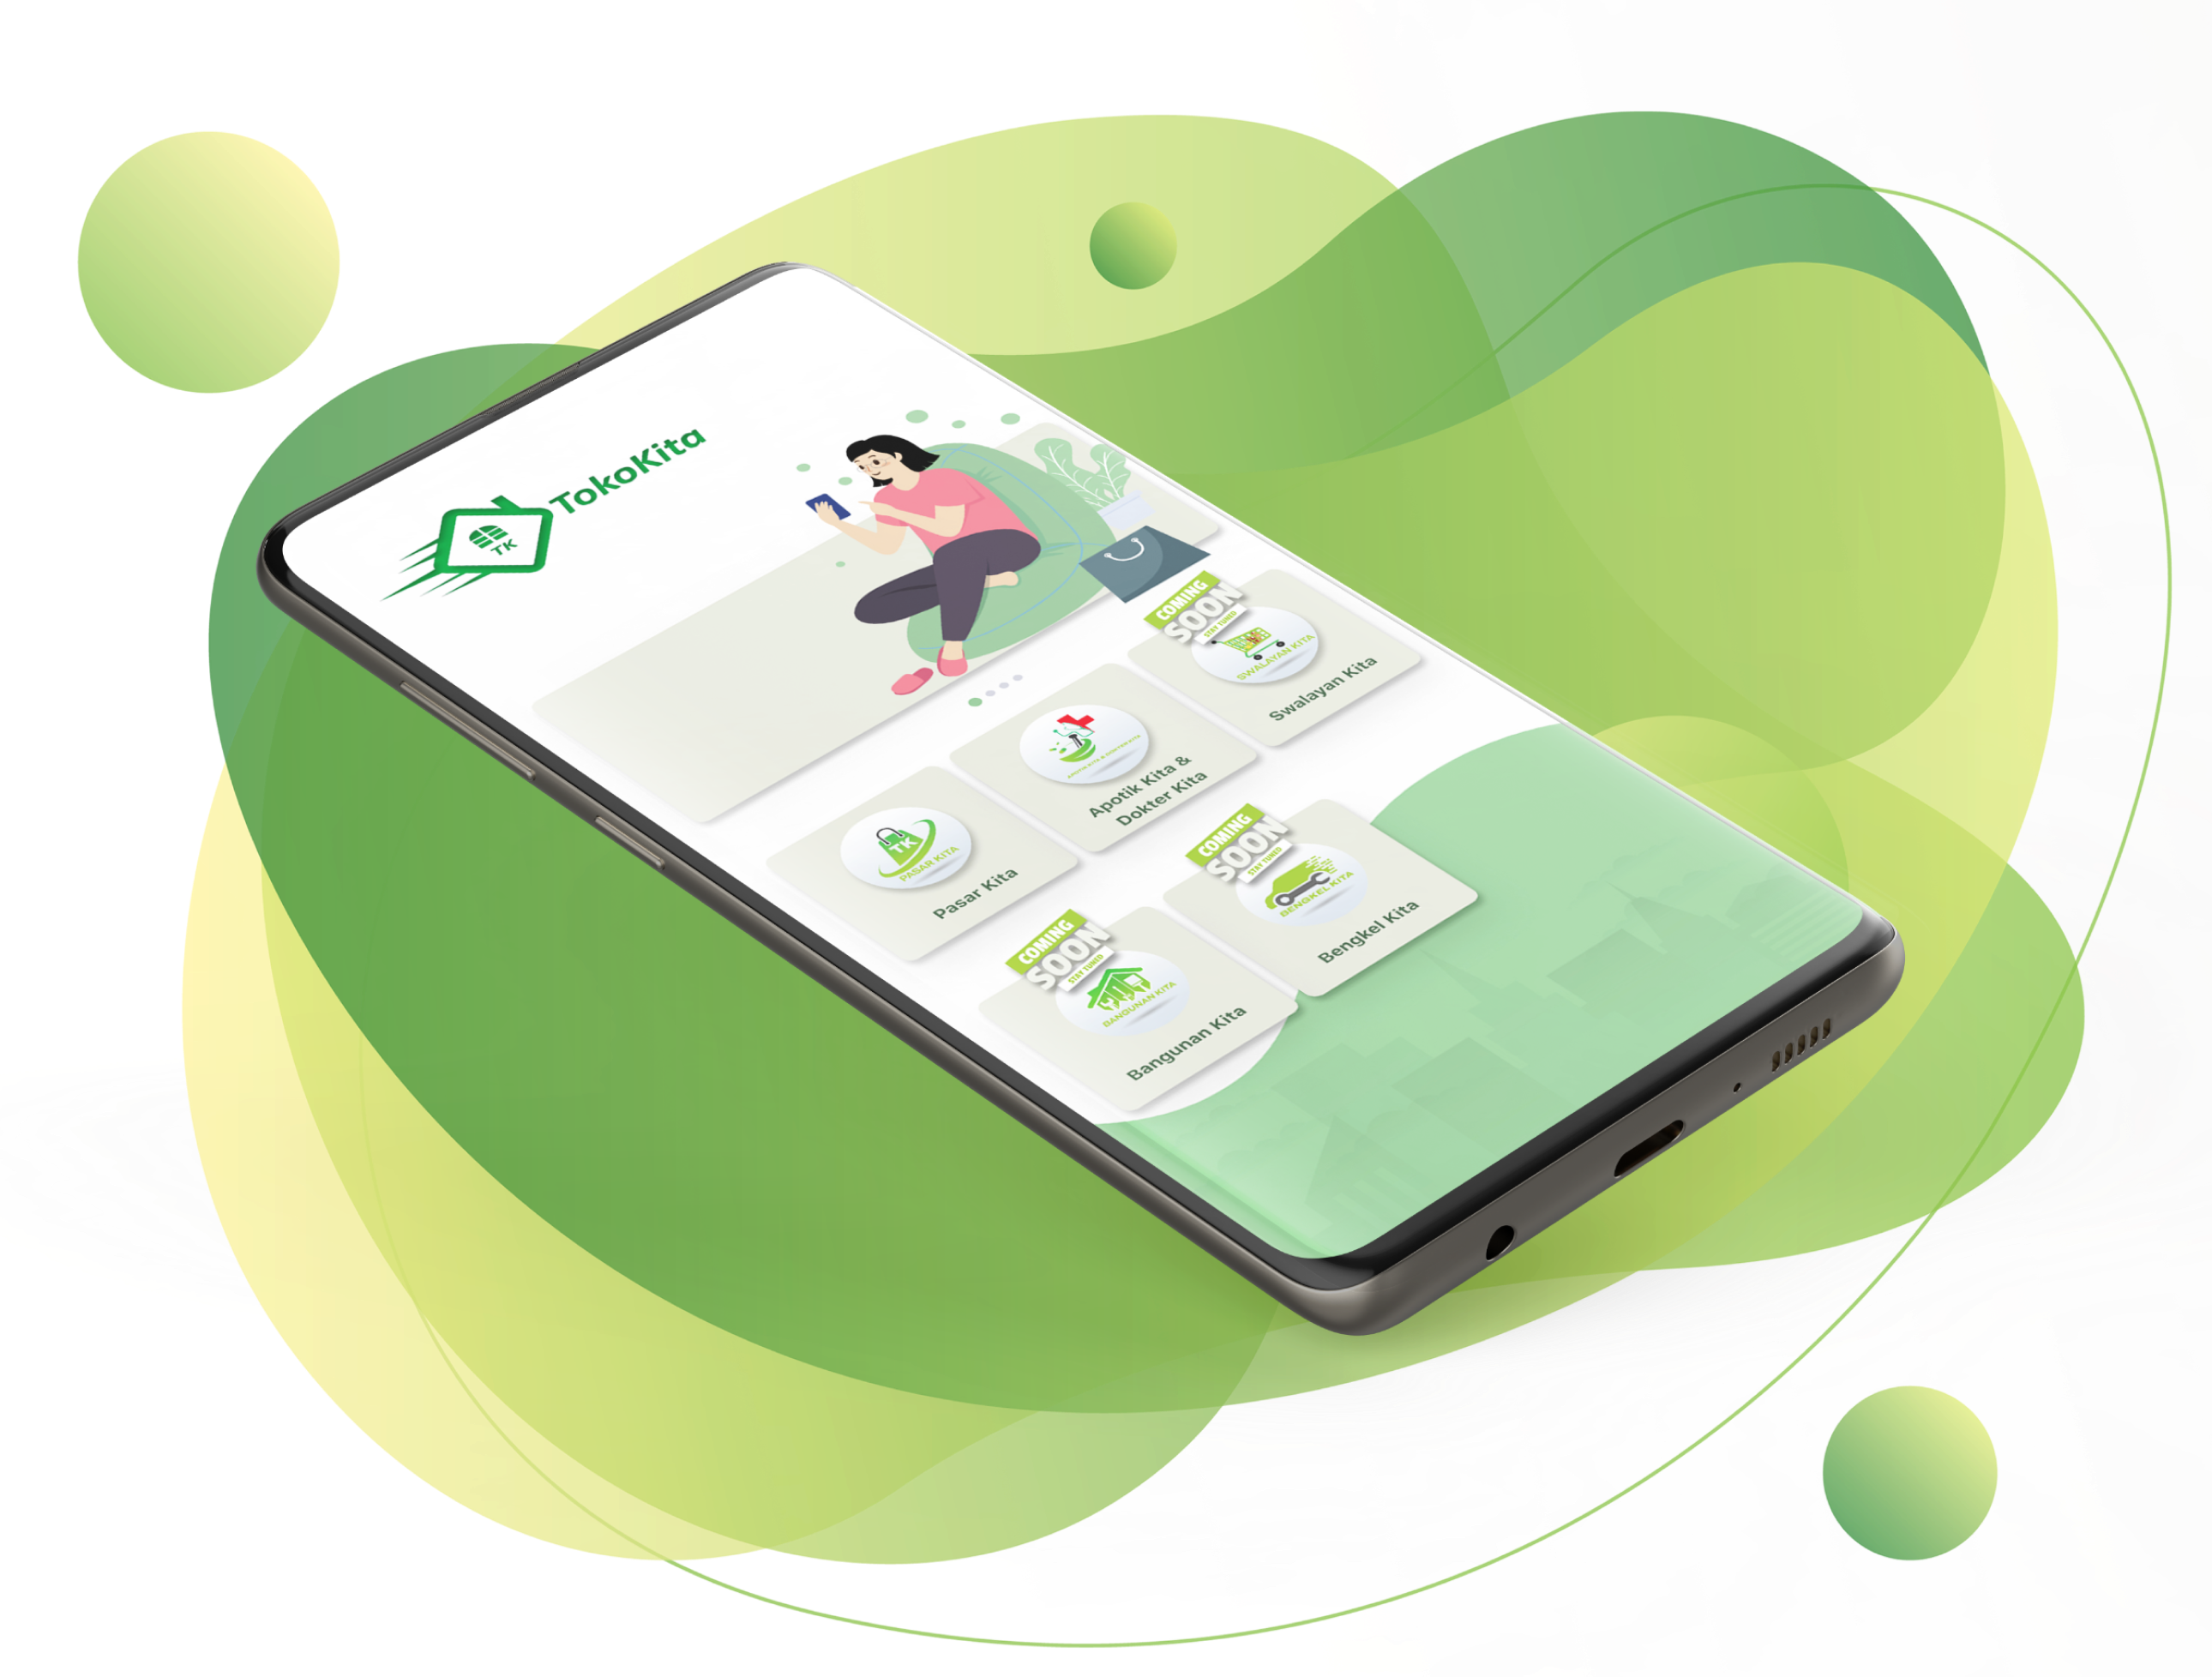 TokoKita
TK
COMING
SOON
STAY TUNED
SWALAYAN KITA
Swalayan Kita
APOTIK KITA & DOKTER KITA
Apotik Kita &
Dokter Kita
TK
PASAR KITA
Pasar Kita
COMING
SOON
STAY TUNED
BENGKEL KITA
Bengkel Kita
COMING
SOON
STAY TUNED
BANGUNAN KITA
Bangunan Kita